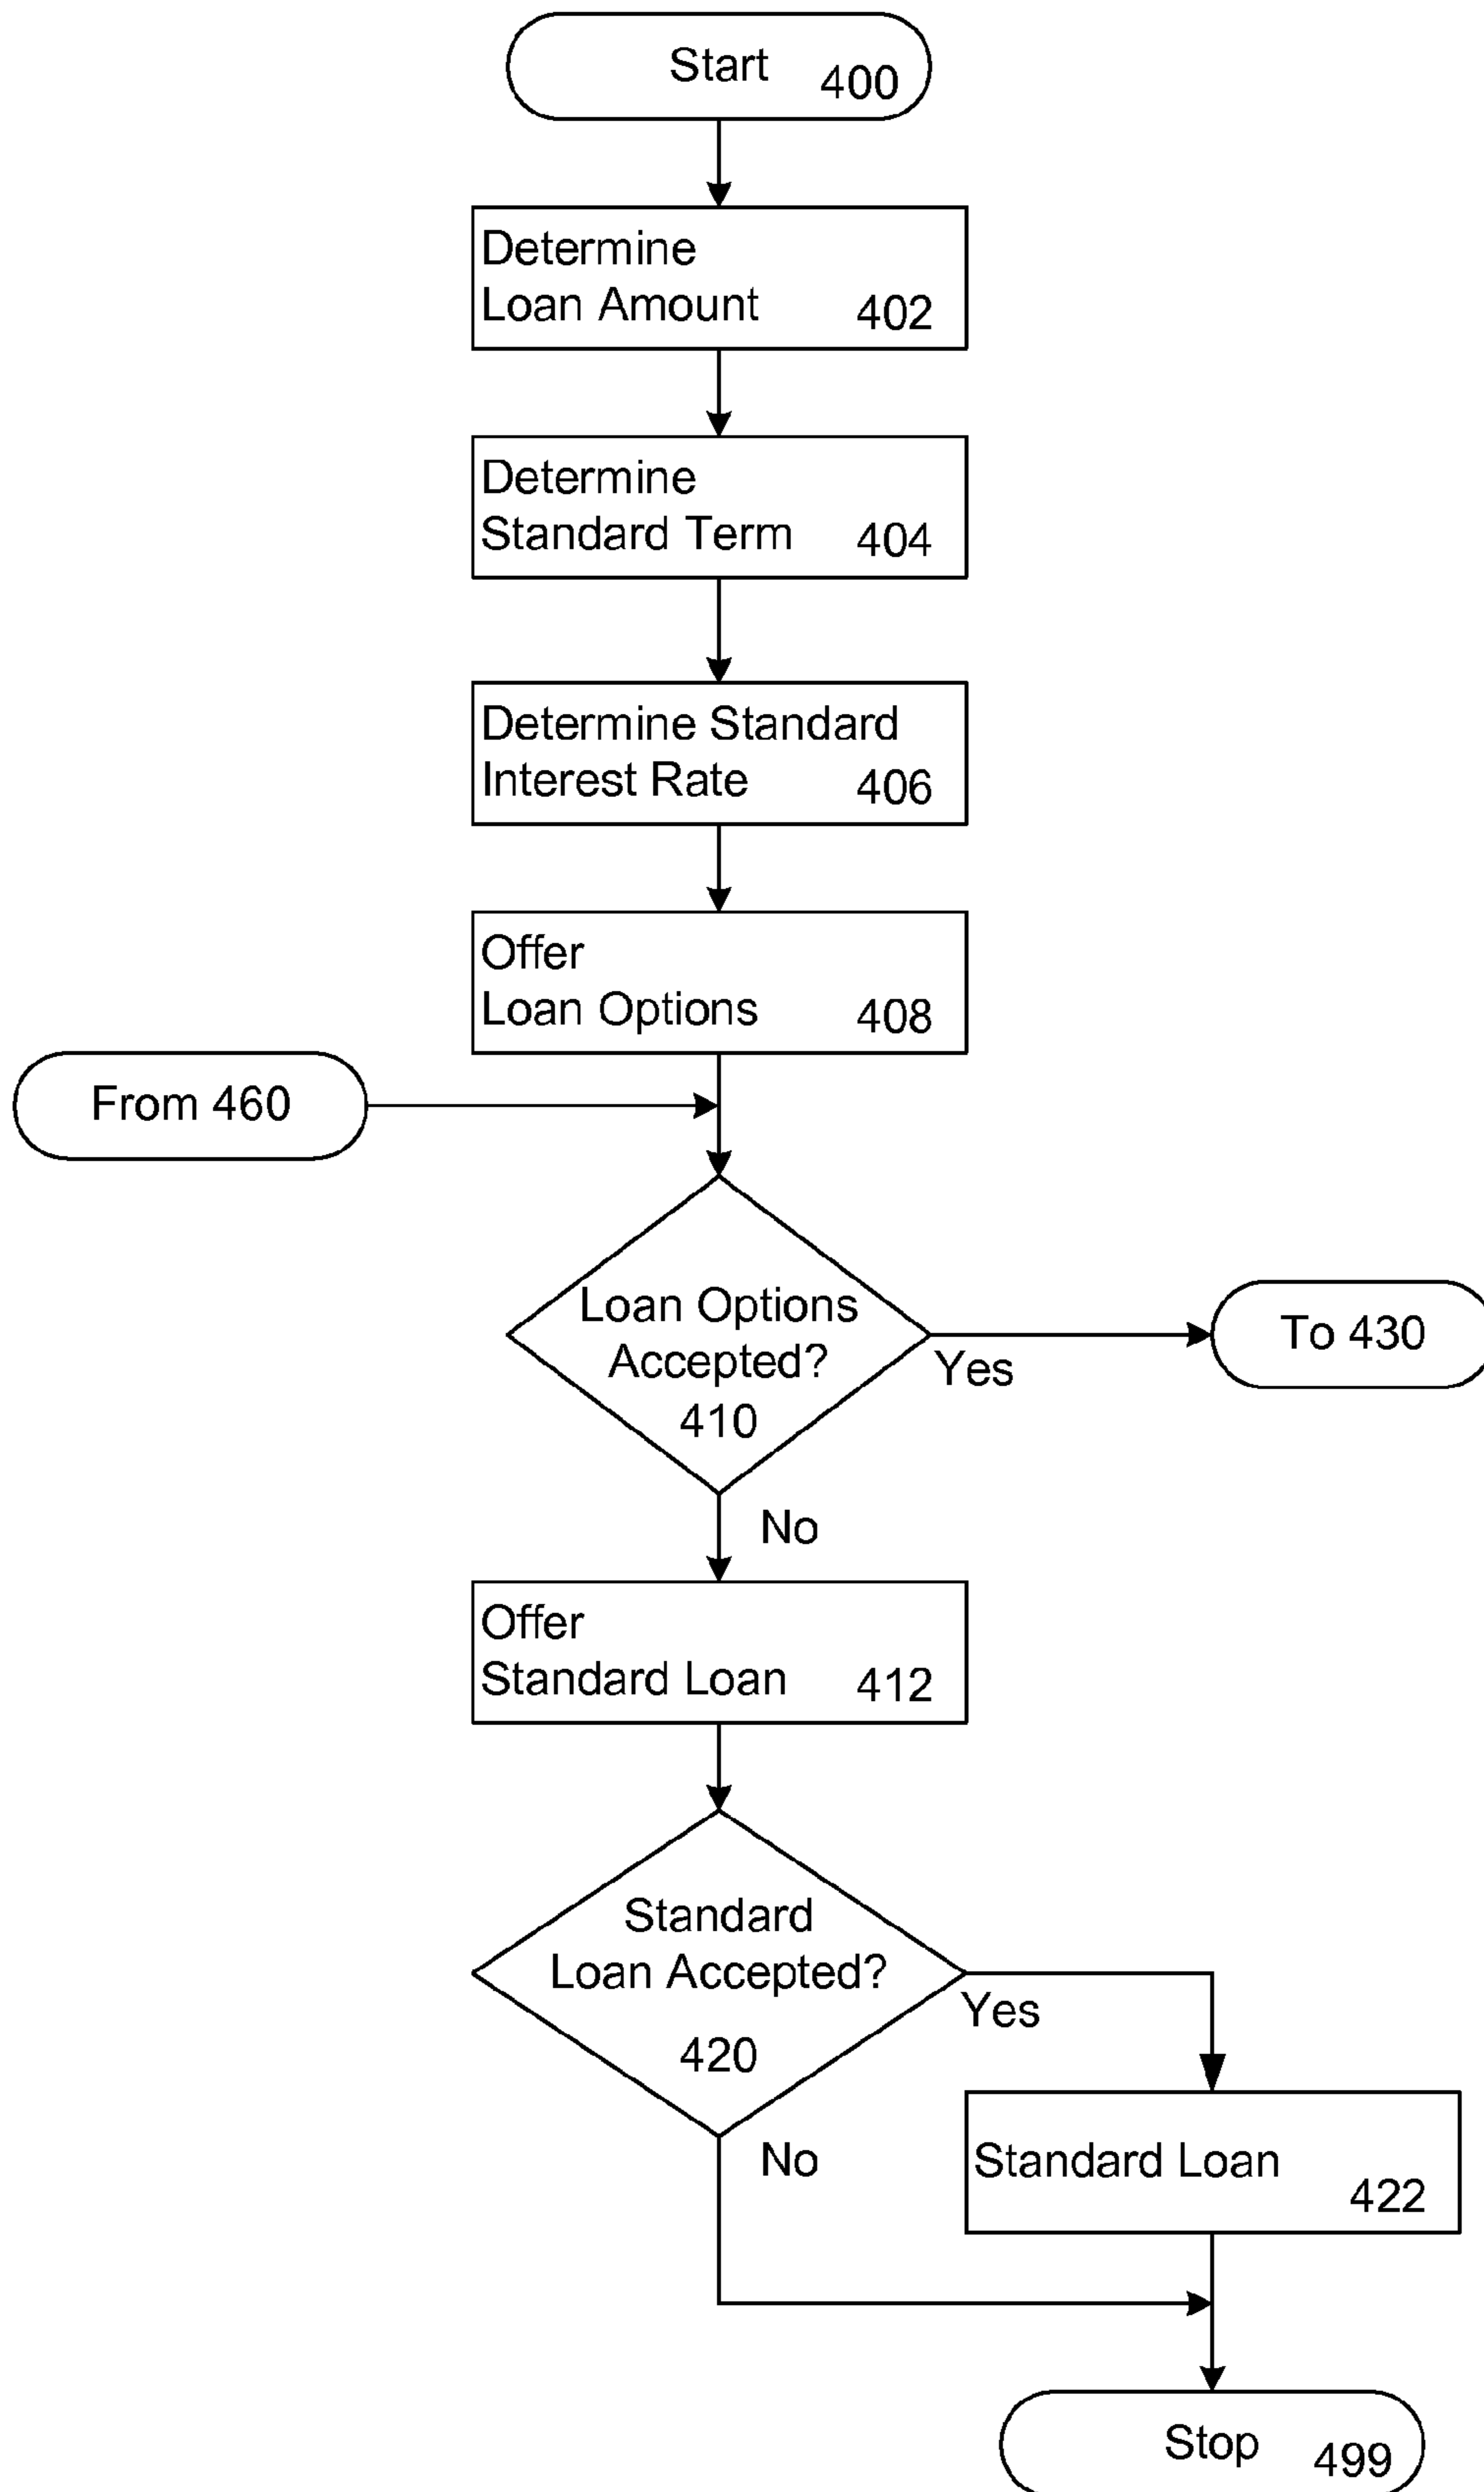 Start 400
Determine
Loan Amount 402
Determine
Standard Term 404
Determine Standard
Interest Rate 406
Offer
Loan Options 408
From 460
Loan Options
Accepted?
410
Yes
To 430
No
Offer
Standard Loan 412
Standard
Loan Accepted?
420
Yes
No
Standard Loan
422
Stop 499